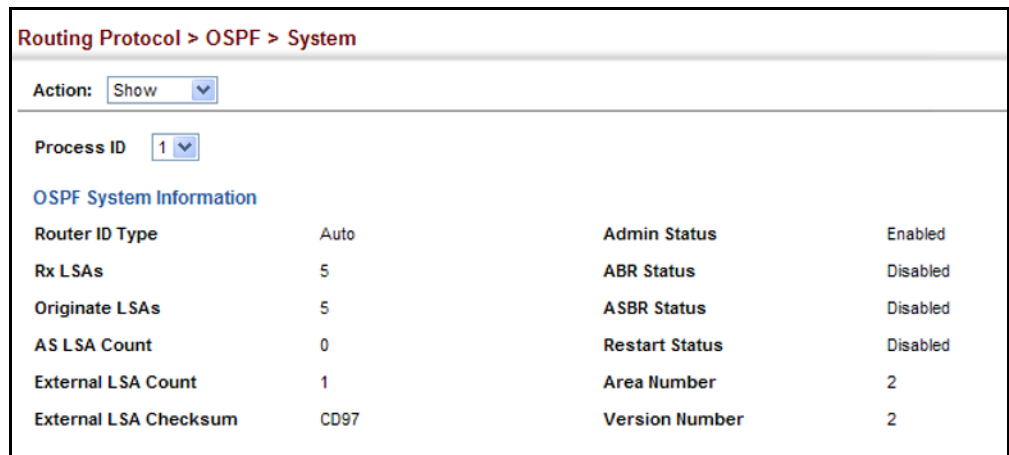 Routing Protocol > OSPF > System
Action: Show
Process ID 1
OSPF System Information
Router ID Type Auto Admin Status Enabled
Rx LSAs 5 ABR Status Disabled
Originate LSAs 5 ASBR Status Disabled
AS LSA Count 0 Restart Status Disabled
External LSA Count 1 Area Number 2
External LSA Checksum CD97 Version Number 2